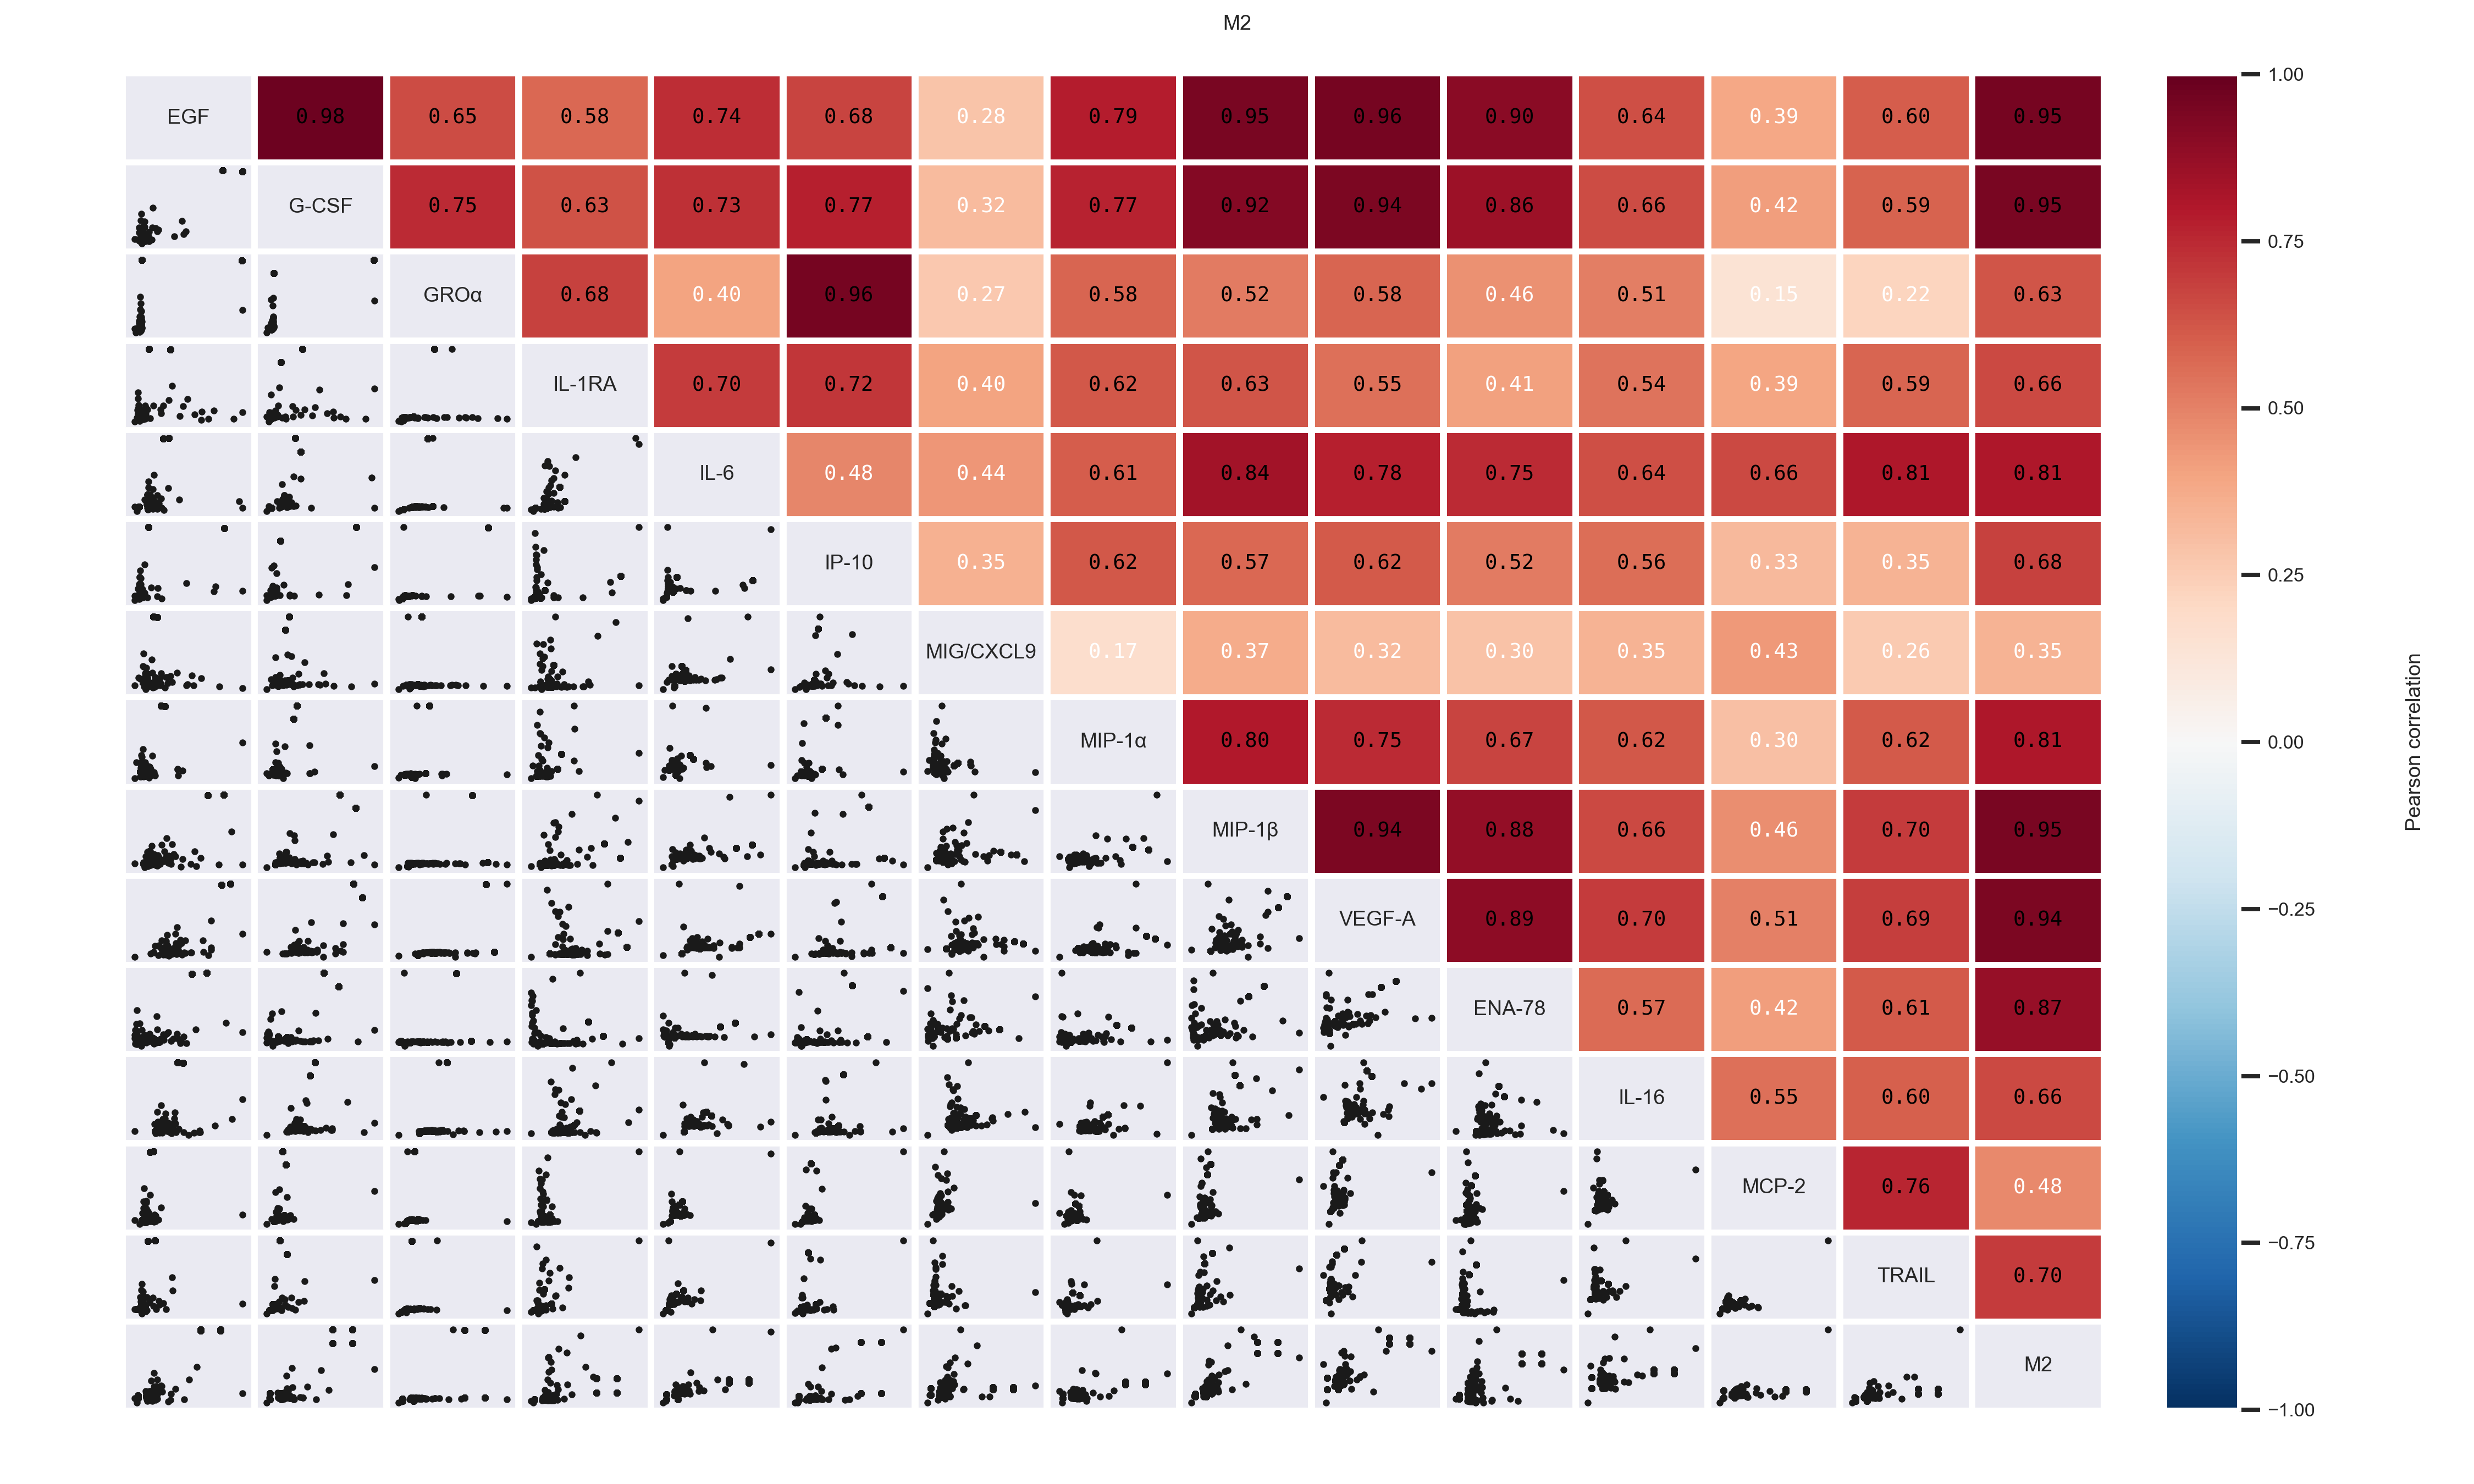 M2
EGF 0.98 0.65 0.58 0.74 0.68 0.28 0.79 0.95 0.96 0.90 0.64 0.39 0.60 0.95
G-CSF 0.75 0.63 0.73 0.77 0.32 0.77 0.92 0.94 0.86 0.66 0.42 0.59 0.95
GROα 0.68 0.40 0.96 0.27 0.58 0.52 0.58 0.46 0.51 0.15 0.22 0.63
IL-1RA 0.70 0.72 0.40 0.62 0.63 0.55 0.41 0.54 0.39 0.59 0.66
IL-6 0.48 0.44 0.61 0.84 0.78 0.75 0.64 0.66 0.81 0.81
IP-10 0.35 0.62 0.57 0.62 0.52 0.56 0.33 0.35 0.68
MIG/CXCL9 0.17 0.37 0.32 0.30 0.35 0.43 0.26 0.35
MIP-1α 0.80 0.75 0.67 0.62 0.30 0.62 0.81
MIP-1β 0.94 0.88 0.66 0.46 0.70 0.95
VEGF-A 0.89 0.70 0.51 0.69 0.94
ENA-78 0.57 0.42 0.61 0.87
IL-16 0.55 0.60 0.66
MCP-2 0.76 0.48
TRAIL 0.70
M2
1.00
0.75
0.50
0.25
0.00
−0.25
−0.50
−0.75
−1.00
Pearson correlation